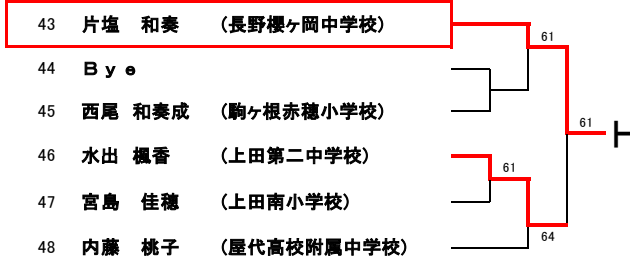 43 片塩 和奏 (長野櫻ヶ岡中学校)
61
44 Bye
45 西尾 和奏成 (駒ヶ根赤穂小学校)
61
46 水出 楓香 (上田第二中学校)
61
47 宮島 佳穂 (上田南小学校)
64
48 内藤 桃子 (屋代高校附属中学校)